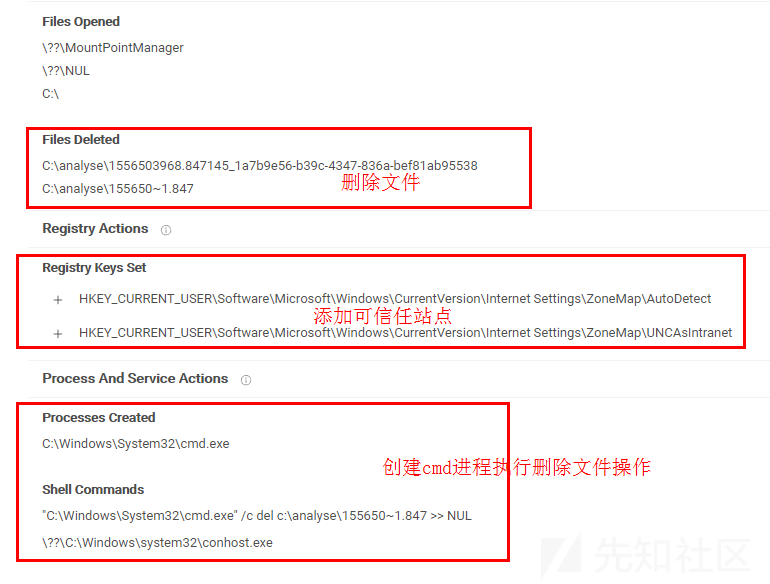 Files Opened
\??\MountPointManager
\??\NUL
C:\
Files Deleted
C:\analyse\1556503968.847145_1a7b9e56-b39c-4347-836a-bef81ab95538
删除文件
C:\analyse\155650~1.847
Registry Actions
Registry Keys Set
+ HKEY_CURRENT_USER\Software\Microsoft\Windows\CurrentVersion\Internet Settings\ZoneMap\AutoDetect
添加可信任站点
+ HKEY_CURRENT_USER\Software\Microsoft\Windows\CurrentVersion\Internet Settings\ZoneMap\UNCAsIntranet
Process And Service Actions
Processes Created
C:\Windows\System32\cmd.exe
创建cmd进程执行删除文件操作
Shell Commands
"C:\Windows\System32\cmd.exe" /c del c:\analyse\155650~1.847 >> NUL
\??\C:\Windows\system32\conhost.exe
先知社区